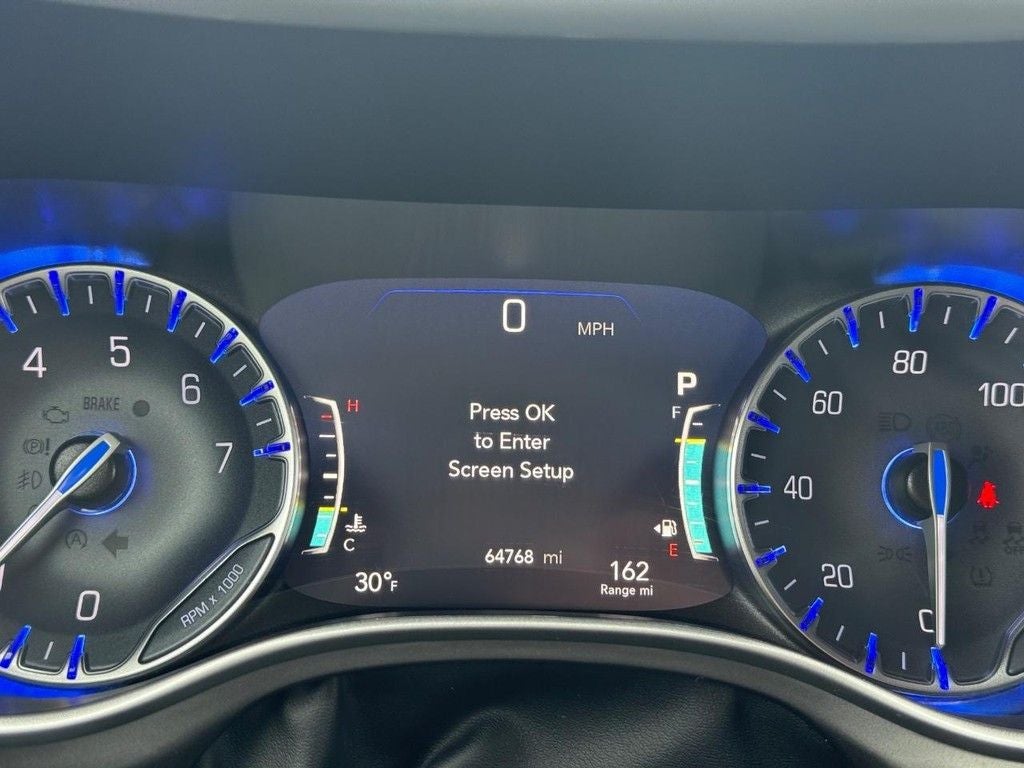 0 MPH
4 5 6 7
BRAKE
0
RPM x 1000
H
C
30°F
Press OK
to Enter
Screen Setup
64768 mi
P
F
E
162
Range mi
0 20 40 60 80 100